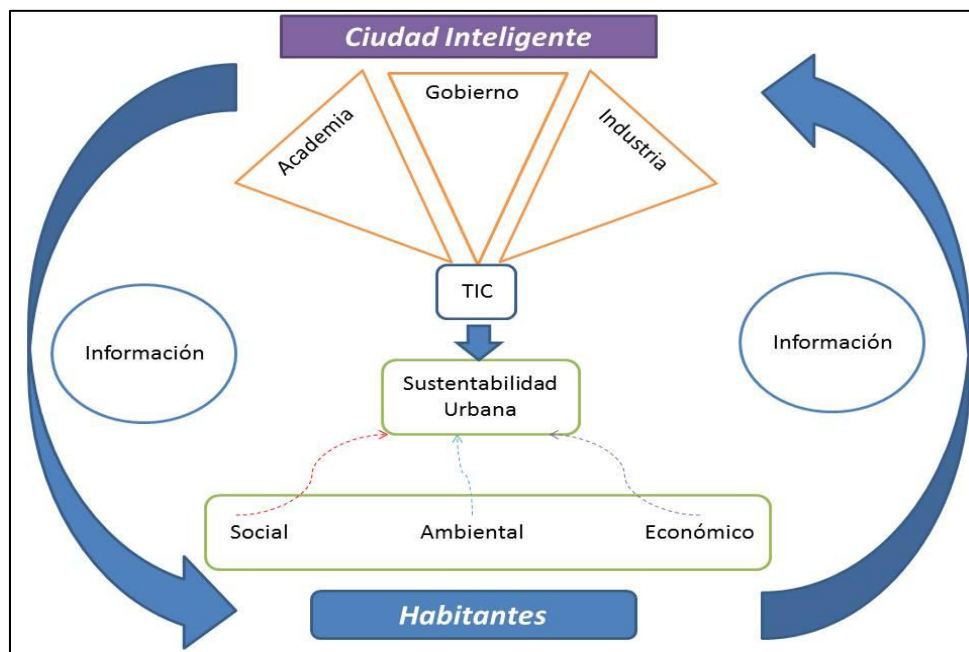 Ciudad Inteligente
Academia
Gobierno
Industria
TIC
Información
Información
Sustentabilidad
Urbana
Social
Ambiental
Económico
Habitantes